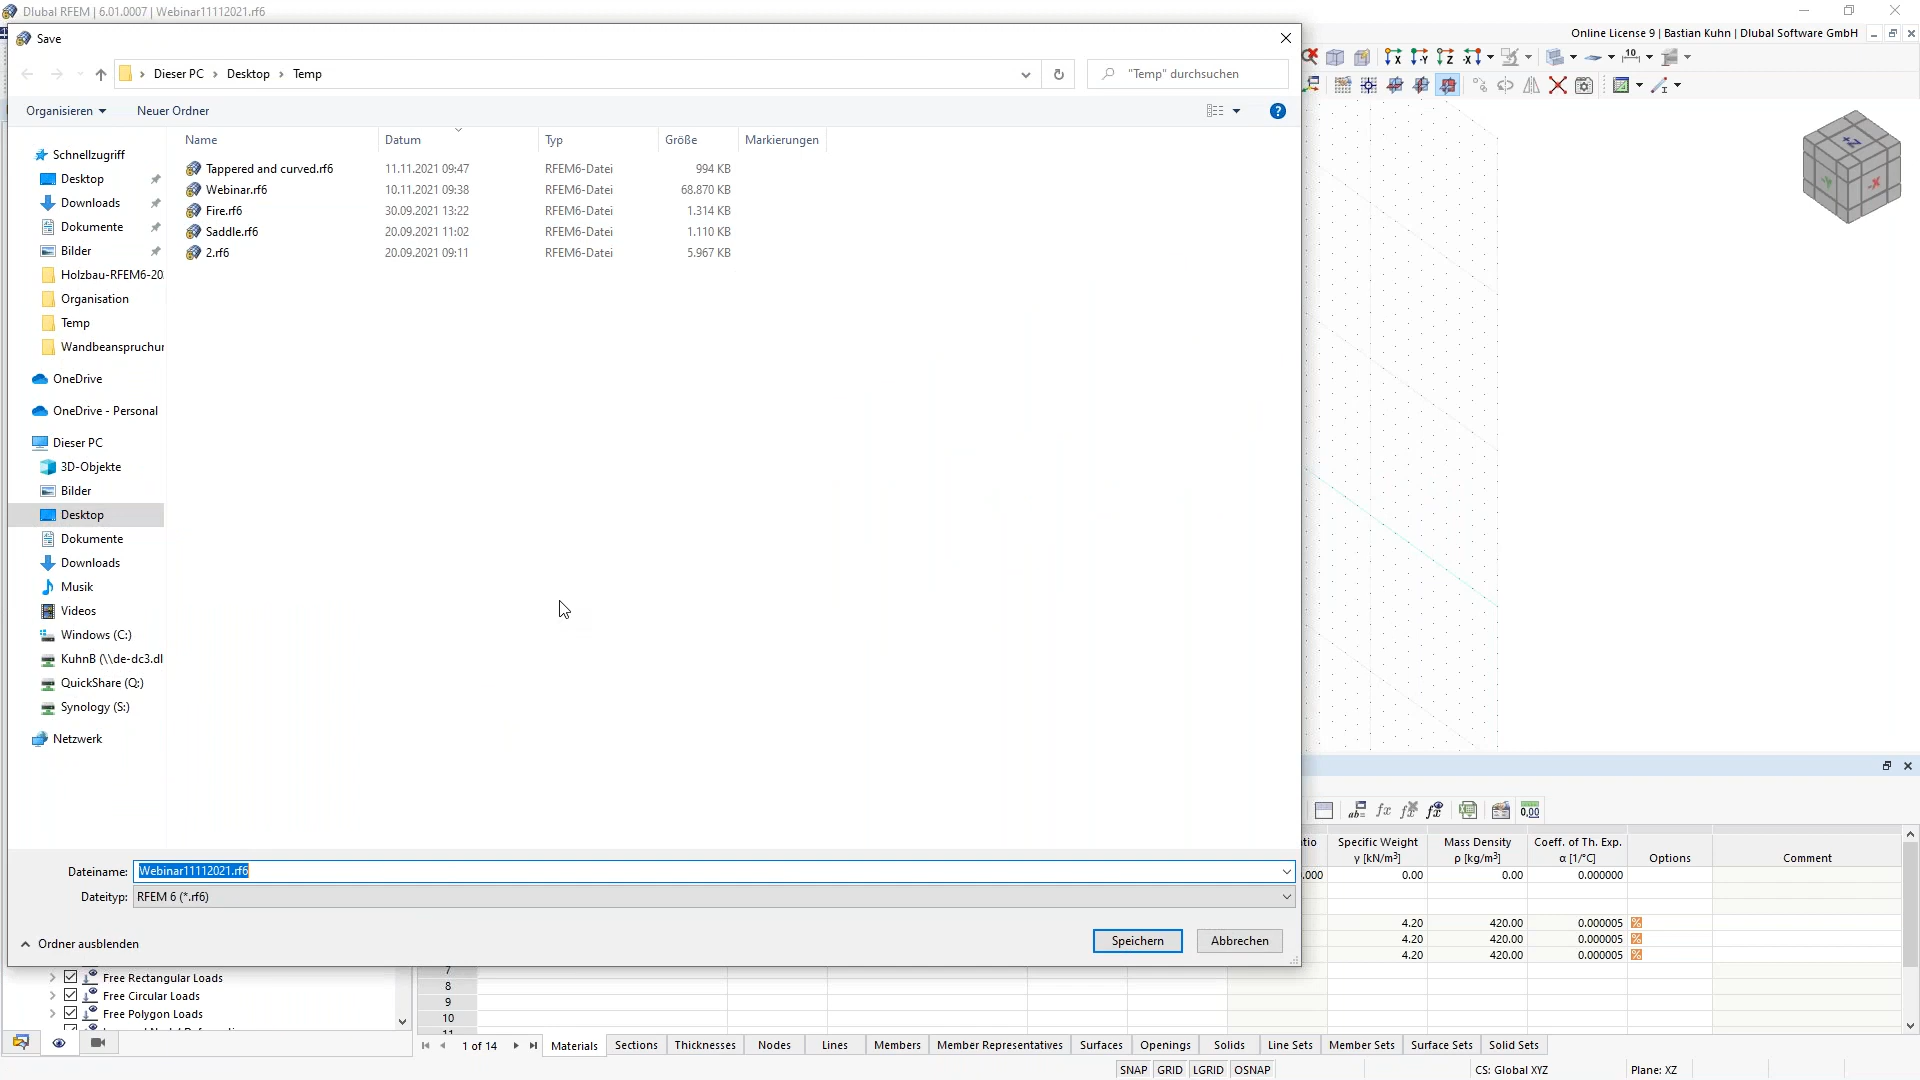 Dlubal RFEM | 6.01.0007 | Webinar11112021.rf6
Save
Online License 9 | Bastian Kuhn | Dlubal Software GmbH
Dieser PC › Desktop › Temp
"Temp" durchsuchen
Organisieren
Neuer Ordner
Name
Datum
Typ
Größe
Markierungen
Tappered and curved.rf6 11.11.2021 09:47 RFEM6-Datei 994 KB
Webinar.rf6 10.11.2021 09:38 RFEM6-Datei 68.870 KB
Fire.rf6 30.09.2021 13:22 RFEM6-Datei 1.314 KB
Saddle.rf6 20.09.2021 11:02 RFEM6-Datei 1.110 KB
2.rf6 20.09.2021 09:11 RFEM6-Datei 5.967 KB
Schnellzugriff
Desktop
Downloads
Dokumente
Bilder
Holzbau-RFEM6-20
Organisation
Temp
Wandbeanspruchur
OneDrive
OneDrive - Personal
Dieser PC
3D-Objekte
Bilder
Desktop
Dokumente
Downloads
Musik
Videos
Windows (C:)
KuhnB (\\de-dc3.dl
QuickShare (Q:)
Synology (S:)
Netzwerk
Dateiname: Webinar11112021.rf6
Dateityp: RFEM 6 (*.rf6)
Ordner ausblenden
Speichern
Abbrechen
+Z
-Y
-X
tio
Specific Weight
γ [kN/m³]
Mass Density
ρ [kg/m³]
Coeff. of Th. Exp.
α [1/°C]
Options
Comment
.000 0.00 0.00 0.000000
4.20 420.00 0.000005
4.20 420.00 0.000005
4.20 420.00 0.000005
Free Rectangular Loads
Free Circular Loads
Free Polygon Loads
7
8
9
10
11
1 of 14
Materials
Sections
Thicknesses
Nodes
Lines
Members
Member Representatives
Surfaces
Openings
Solids
Line Sets
Member Sets
Surface Sets
Solid Sets
SNAP
GRID
LGRID
OSNAP
CS: Global XYZ
Plane: XZ